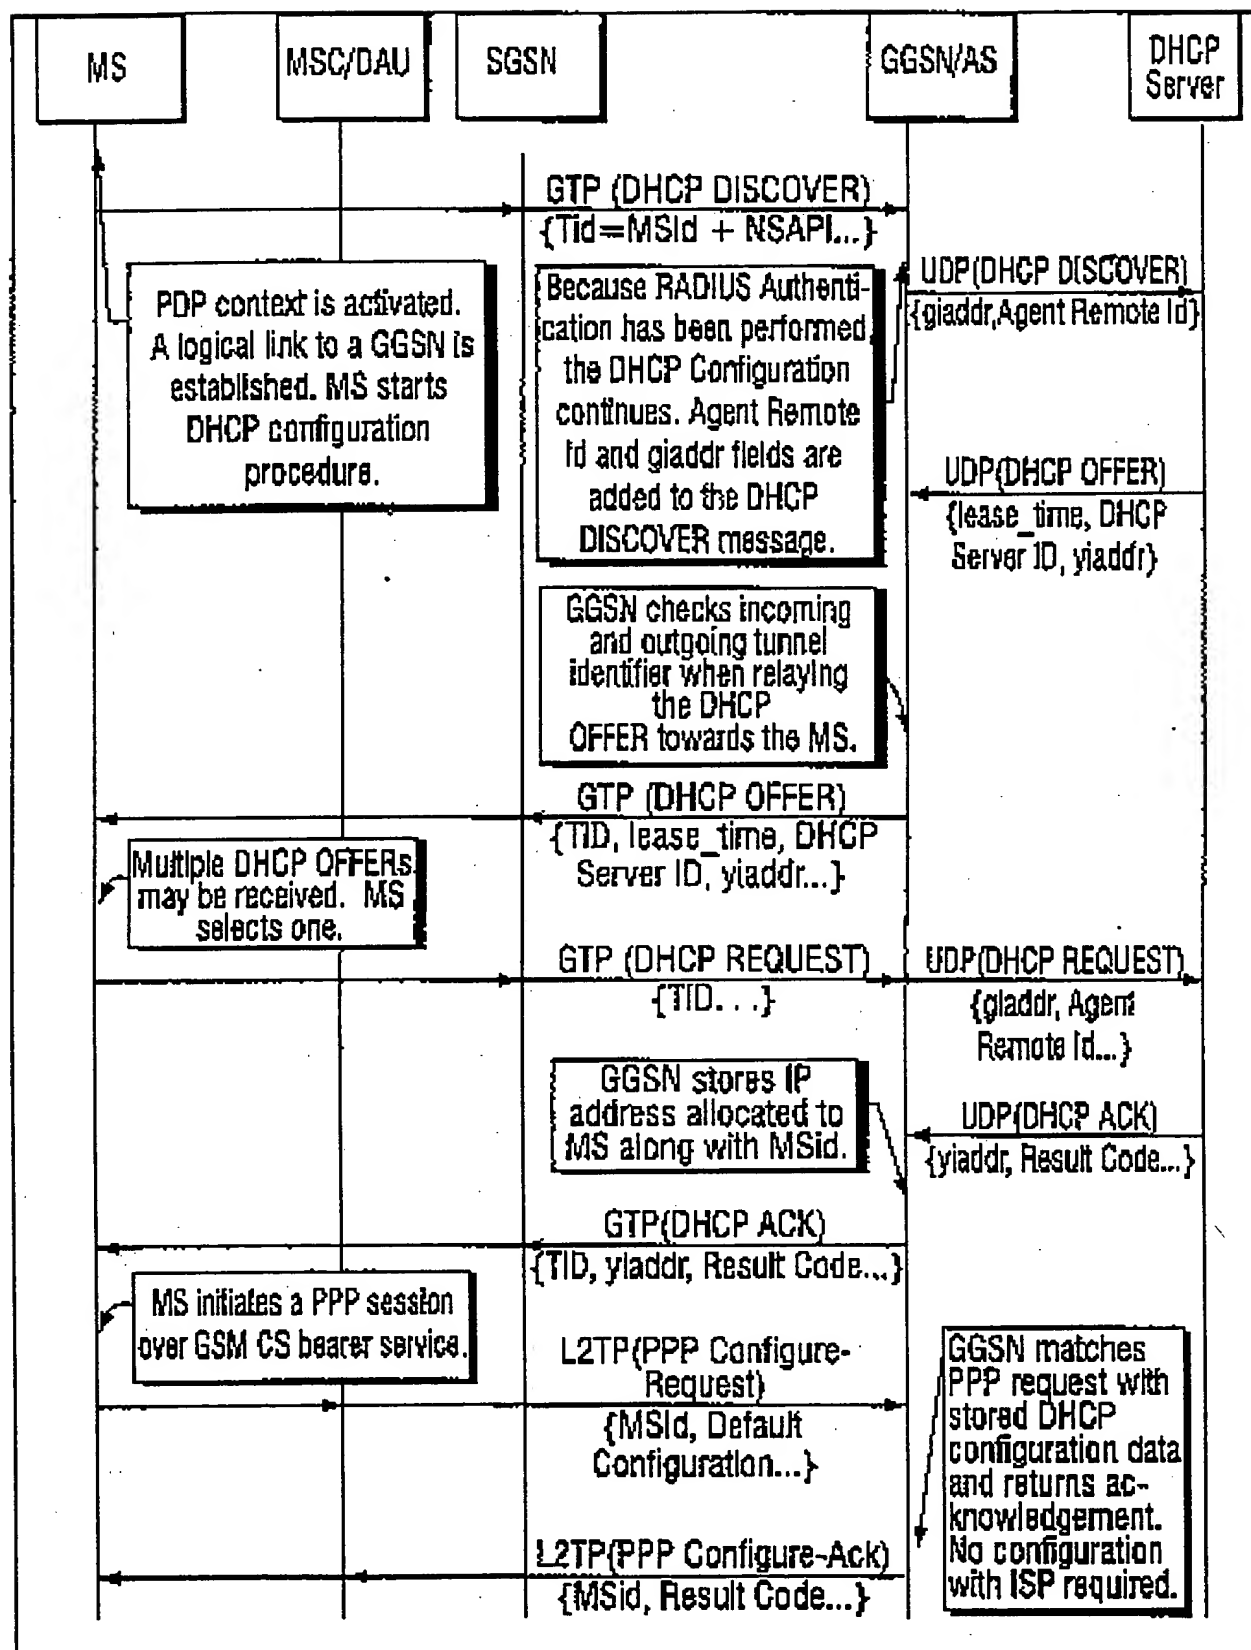 MS
MSC/DAU
SGSN
GGSN/AS
DHCP
Server
GTP (DHCP DISCOVER)
{Tid=MSId + NSAPI...}
PDP context is activated.
A logical link to a GGSN is
established. MS starts
DHCP configuration
procedure.
Because RADIUS Authenti-
cation has been performed
the DHCP Configuration
continues. Agent Remote
Id and giaddr fields are
added to the DHCP
DISCOVER message.
UDP(DHCP DISCOVER)
{giaddr,Agent Remote Id}
UDP(DHCP OFFER)
{lease_time, DHCP
Server ID, yiaddr}
GGSN checks incoming
and outgoing tunnel
identifier when relaying
the DHCP
OFFER towards the MS.
GTP (DHCP OFFER)
{TID, lease_time, DHCP
Server ID, yiaddr...}
Multiple DHCP OFFERs
may be received. MS
selects one.
GTP (DHCP REQUEST)
{TID...}
UDP(DHCP REQUEST)
{giaddr, Agent
Remote Id...}
GGSN stores IP
address allocated to
MS along with MSid.
UDP(DHCP ACK)
{yiaddr, Result Code...}
GTP(DHCP ACK)
{TID, yiaddr, Result Code...}
MS initiates a PPP session
over GSM CS bearer service.
L2TP(PPP Configure-
Request)
{MSId, Default
Configuration...}
GGSN matches
PPP request with
stored DHCP
configuration data
and returns ac-
knowledgement.
No configuration
with ISP required.
L2TP(PPP Configure-Ack)
{MSid, Result Code...}